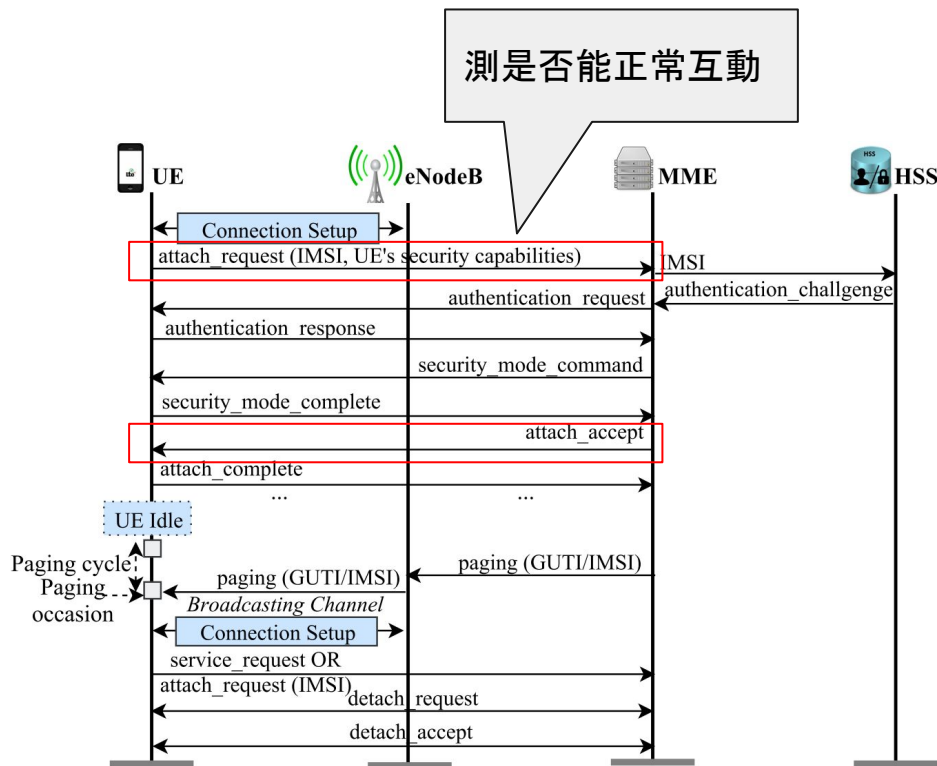 測是否能正常互動
UE
eNodeB
MME
HSS
HSS
Connection Setup
attach_request (IMSI, UE's security capabilities)
IMSI
authentication_request
authentication_challgenge
authentication_response
security_mode_command
security_mode_complete
attach_accept
attach_complete
...
...
UE Idle
Paging cycle
Paging
occasion
paging (GUTI/IMSI)
paging (GUTI/IMSI)
Broadcasting Channel
Connection Setup
service_request OR
attach_request (IMSI)
detach_request
detach_accept